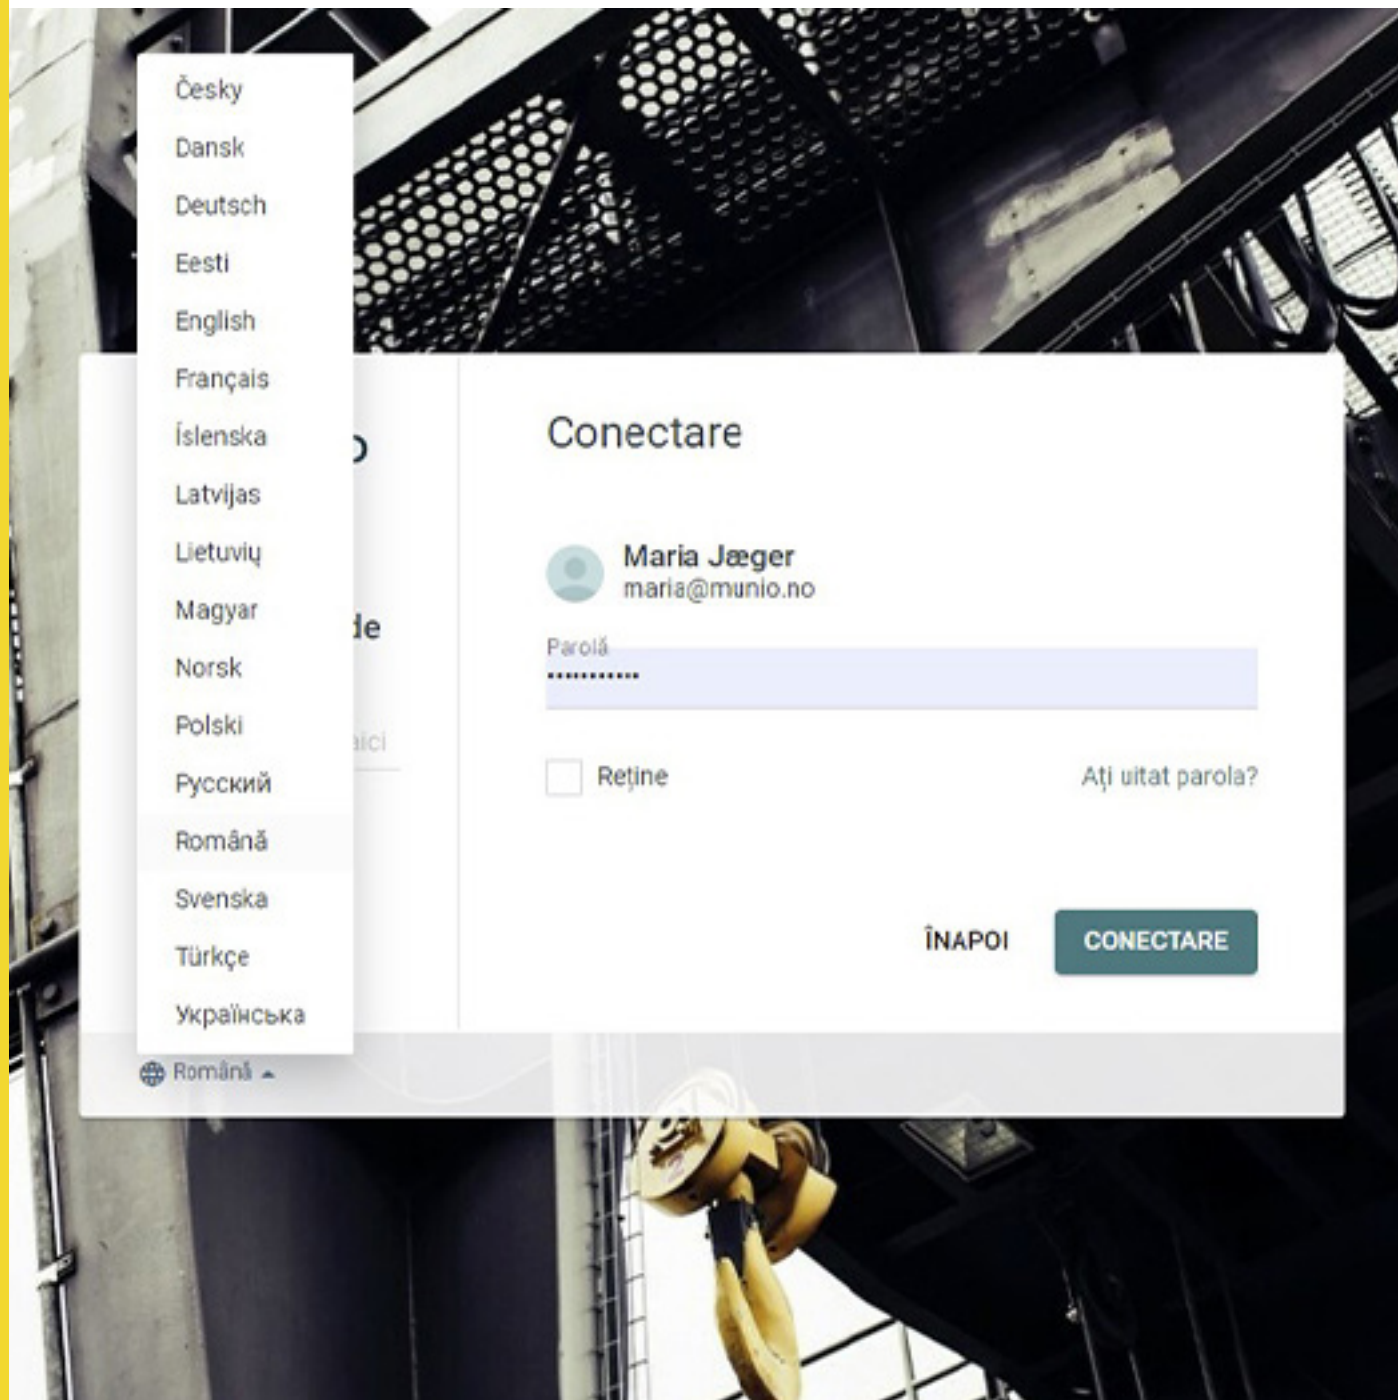 Česky
Dansk
Deutsch
Eesti
English
Français
Íslenska
Latvijas
Lietuvių
Magyar
Norsk
Polski
Русский
Română
Svenska
Türkçe
Українська
Română
aici
Conectare
Maria Jæger
maria@munio.no
Parolă
Reține
Ați uitat parola?
ÎNAPOI
CONECTARE